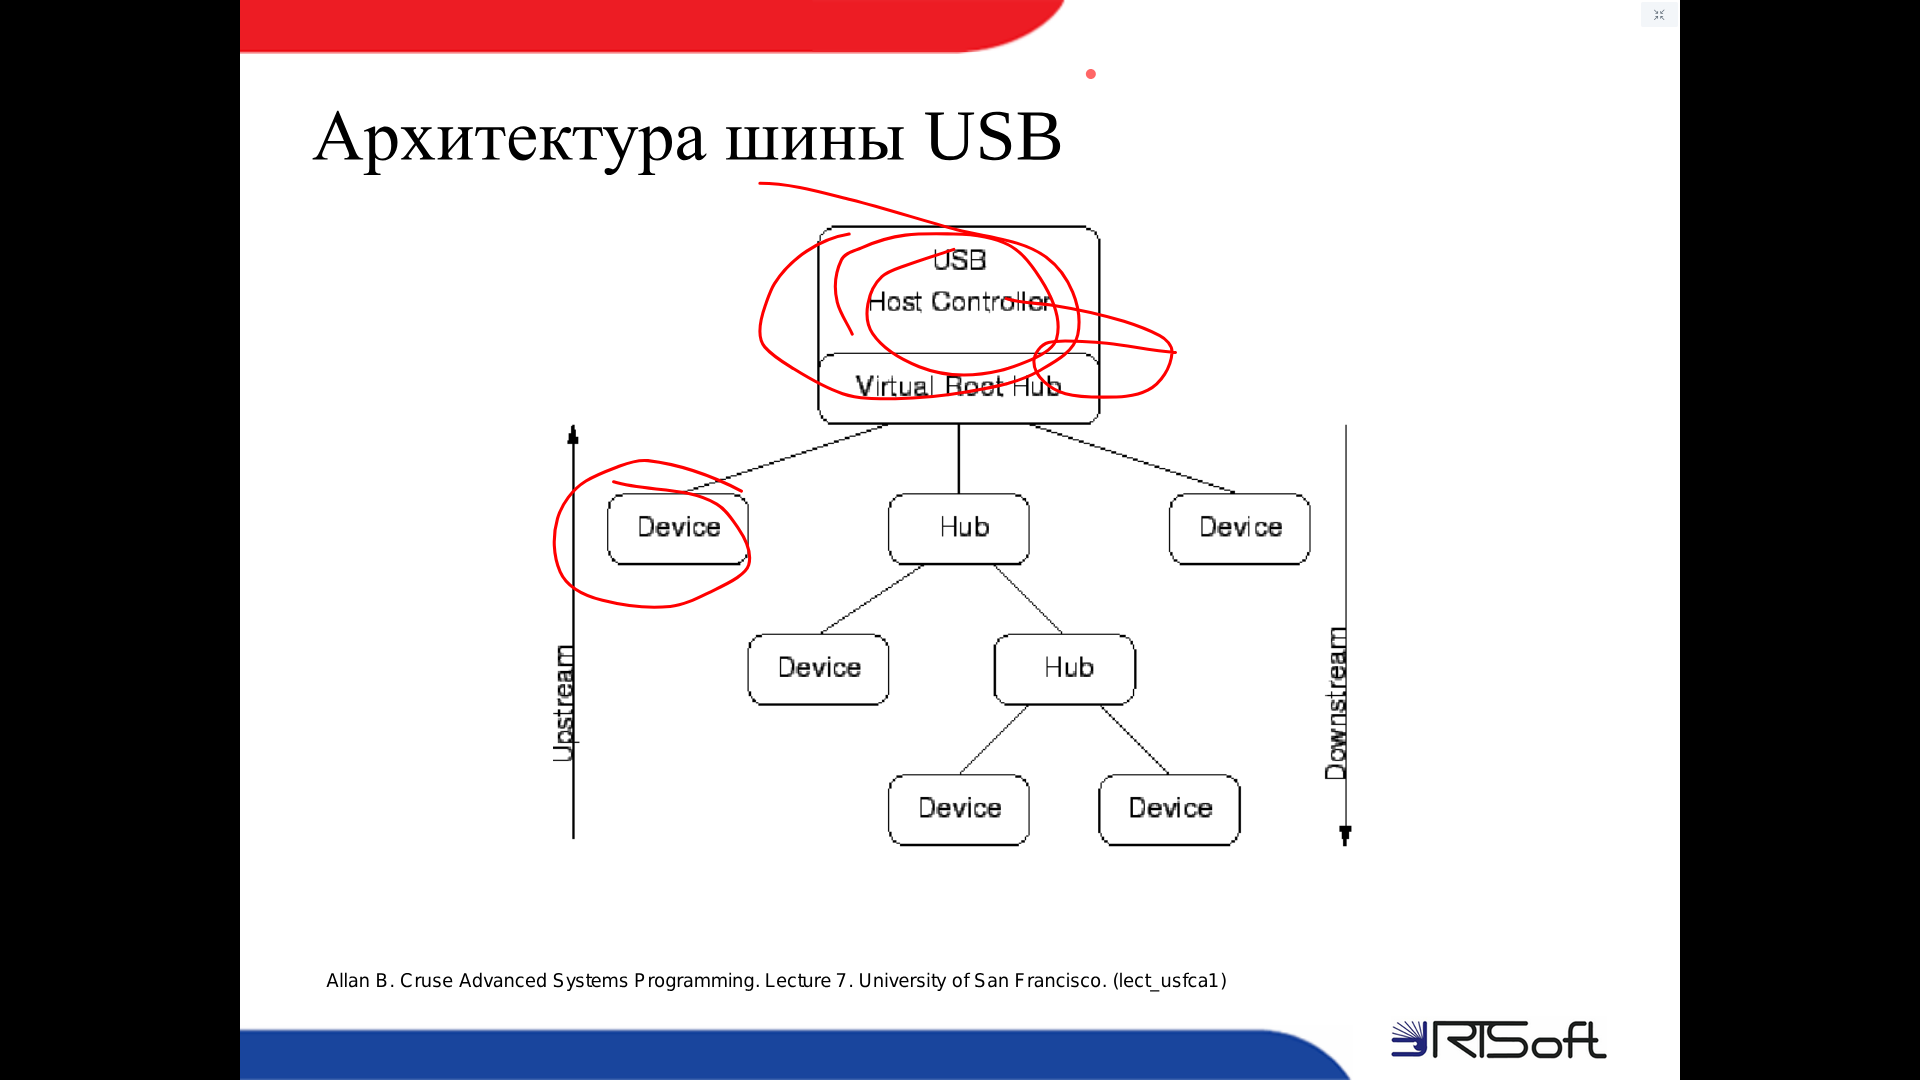 Архитектура шины USB
USB
Host Controller
Virtual Root Hub
Device
Hub
Device
Device
Hub
Upstream
Downstream
Device
Device
Allan B. Cruse Advanced Systems Programming. Lecture 7. University of San Francisco. (lect_usfca1)
RTSoft